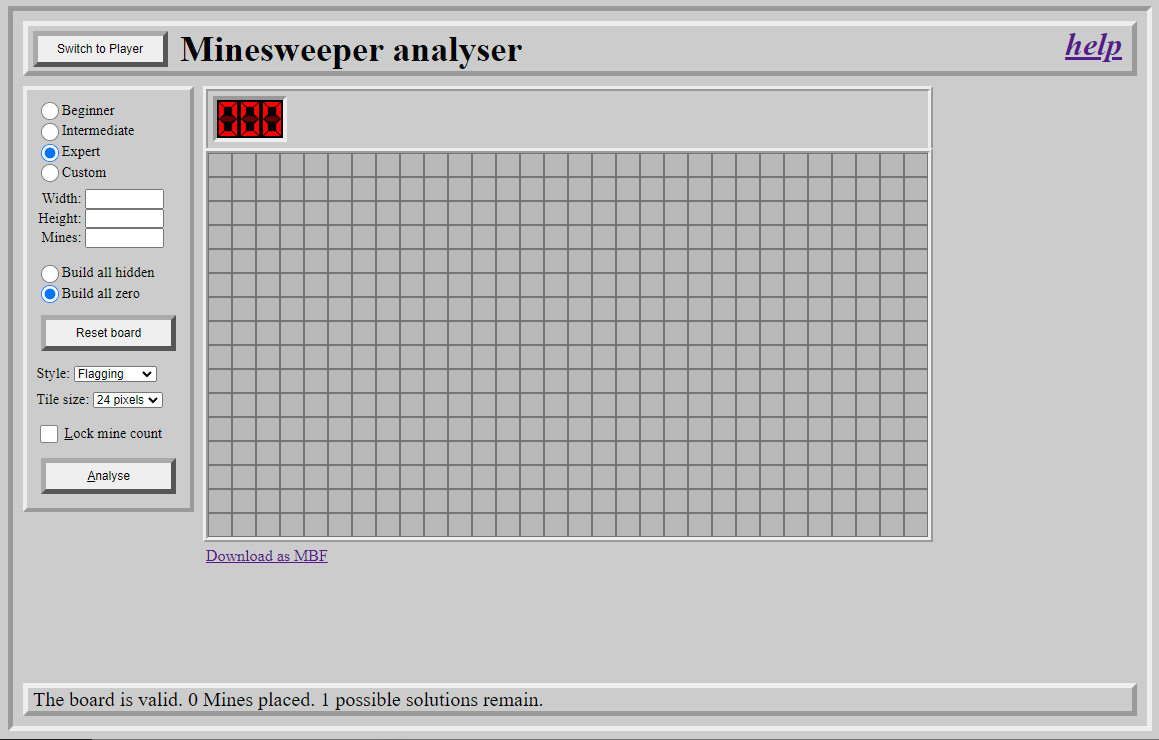 Switch to Player
Minesweeper analyser
help
Beginner
Intermediate
Expert
Custom
Width:
Height:
Mines:
Build all hidden
Build all zero
Reset board
Style: Flagging
Tile size: 24 pixels
Lock mine count
Analyse
000
Download as MBF
The board is valid. 0 Mines placed. 1 possible solutions remain.